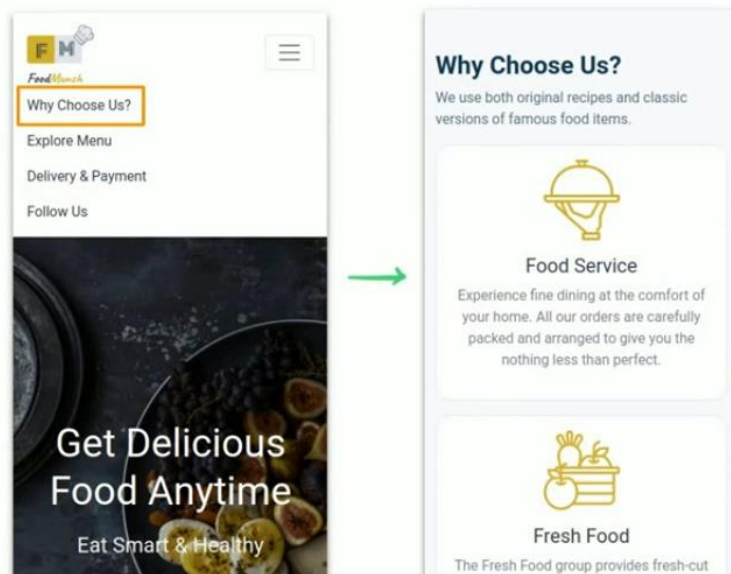 F M
FoodMunch
Why Choose Us?
Explore Menu
Delivery & Payment
Follow Us
Get Delicious
Food Anytime
Eat Smart & Healthy
Why Choose Us?
We use both original recipes and classic
versions of famous food items.
Food Service
Experience fine dining at the comfort of
your home. All our orders are carefully
packed and arranged to give you the
nothing less than perfect.
Fresh Food
The Fresh Food group provides fresh-cut